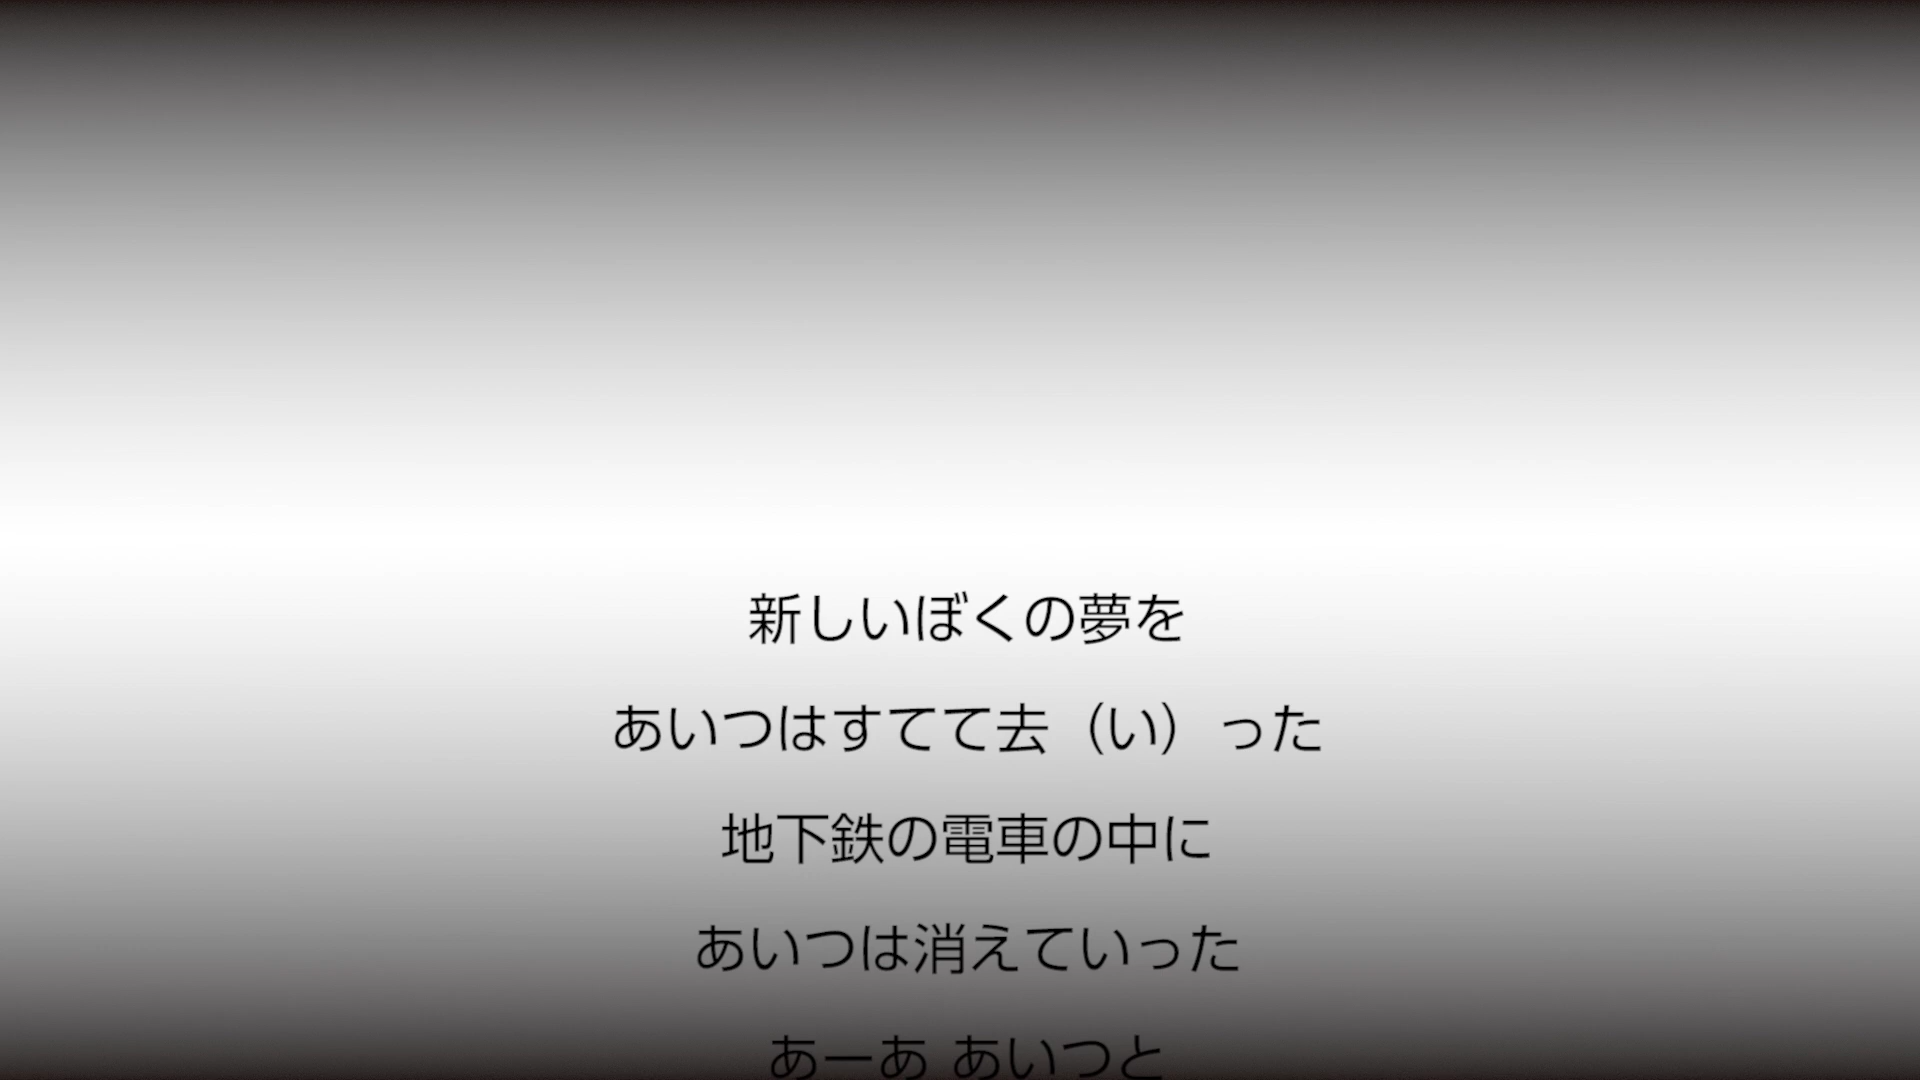 新しいぼくの夢を
あいつはすてて去（い）った
地下鉄の電車の中に
あいつは消えていった
あーあ あいつと